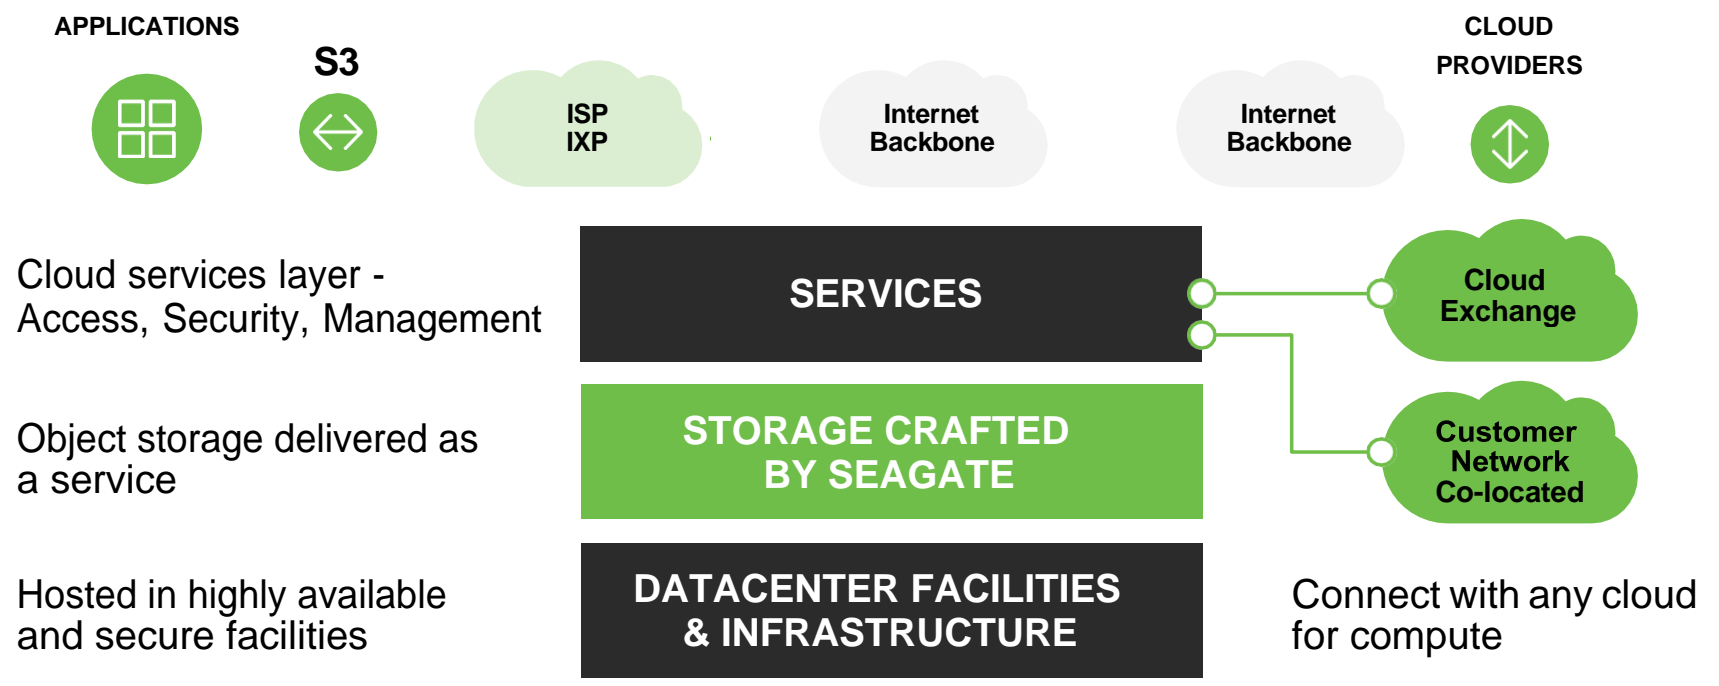 APPLICATIONS
S3
ISP
IXP
Internet
Backbone
Internet
Backbone
CLOUD
PROVIDERS
Cloud services layer -
Access, Security, Management
SERVICES
Cloud
Exchange
Object storage delivered as
a service
STORAGE CRAFTED
BY SEAGATE
Customer
Network
Co-located
Hosted in highly available
and secure facilities
DATACENTER FACILITIES
& INFRASTRUCTURE
Connect with any cloud
for compute